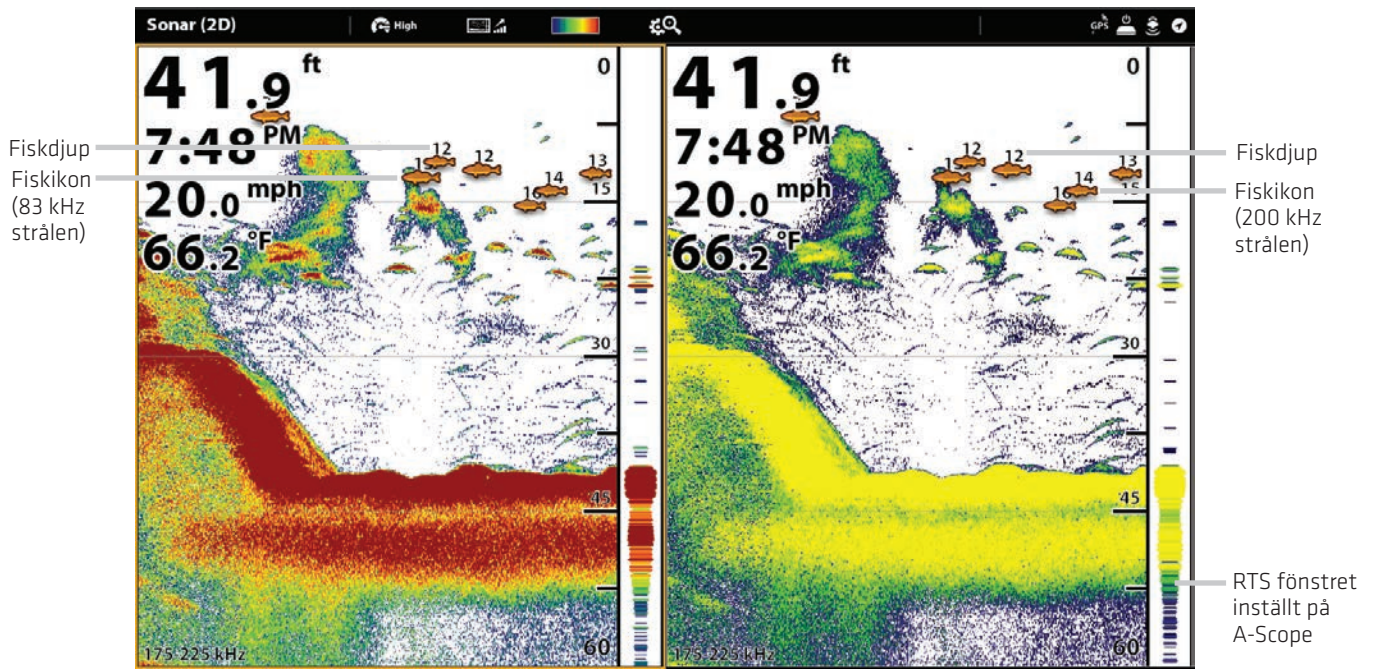 Sonar (2D) High GPS
Fiskdjup
Fiskikon
(83 kHz
strålen)
41.9 ft
7:48 PM
20.0 mph
66.2 °F
0
12
12
13
14
15
16
30
45
60
175-225 kHz
41.9 ft
7:48 PM
20.0 mph
66.2 °F
0
12
12
13
14
15
16
30
45
60
175-225 kHz
Fiskdjup
Fiskikon
(200 kHz
strålen)
RTS fönstret
inställt på
A-Scope